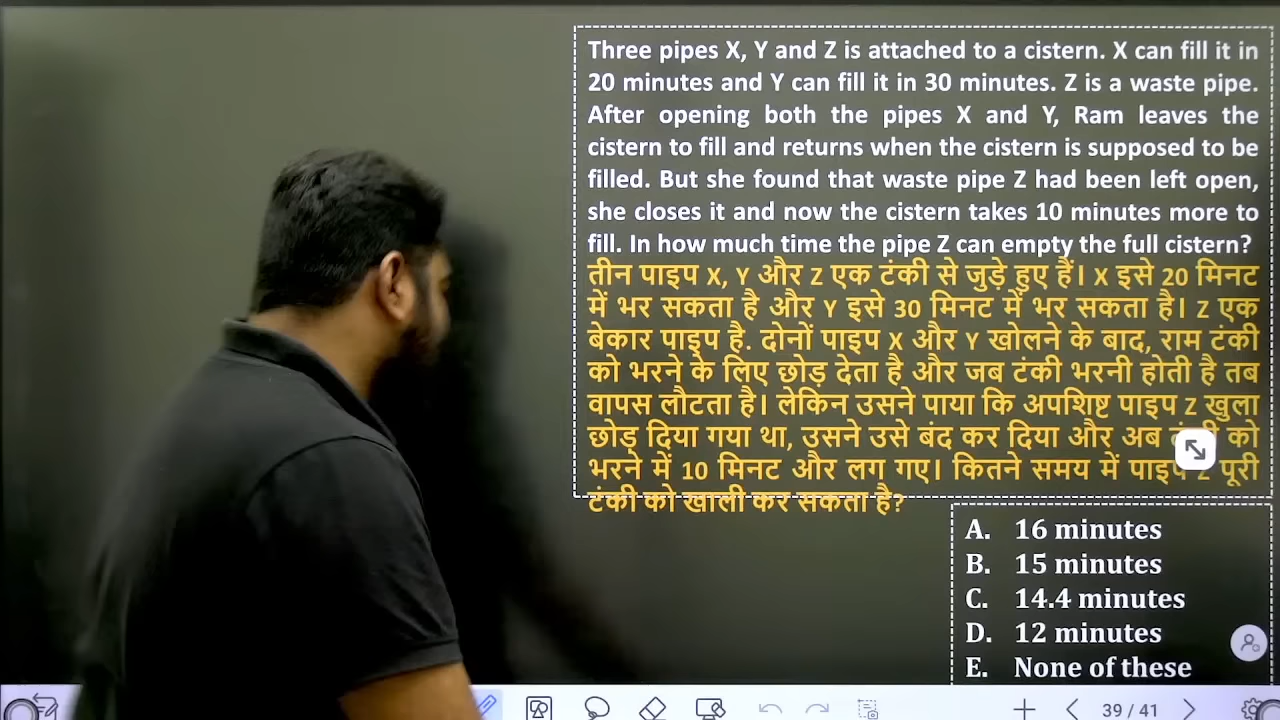 Three pipes X, Y and Z is attached to a cistern. X can fill it in
20 minutes and Y can fill it in 30 minutes. Z is a waste pipe.
After opening both the pipes X and Y, Ram leaves the
cistern to fill and returns when the cistern is supposed to be
filled. But she found that waste pipe Z had been left open,
she closes it and now the cistern takes 10 minutes more to
fill. In how much time the pipe Z can empty the full cistern?
तीन पाइप X, Y और Z एक टंकी से जुड़े हुए हैं। X इसे 20 मिनट
में भर सकता है और Y इसे 30 मिनट में भर सकता है। Z एक
बेकार पाइप है. दोनों पाइप X और Y खोलने के बाद, राम टंकी
को भरने के लिए छोड़ देता है और जब टंकी भरनी होती है तब
वापस लौटता है। लेकिन उसने पाया कि अपशिष्ट पाइप Z खुला
छोड़ दिया गया था, उसने उसे बंद कर दिया और अब को
भरने में 10 मिनट और लग गए। कितने समय में पाइप Z पूरी
टंकी को खाली कर सकता है?
A. 16 minutes
B. 15 minutes
C. 14.4 minutes
D. 12 minutes
E. None of these
39 / 41